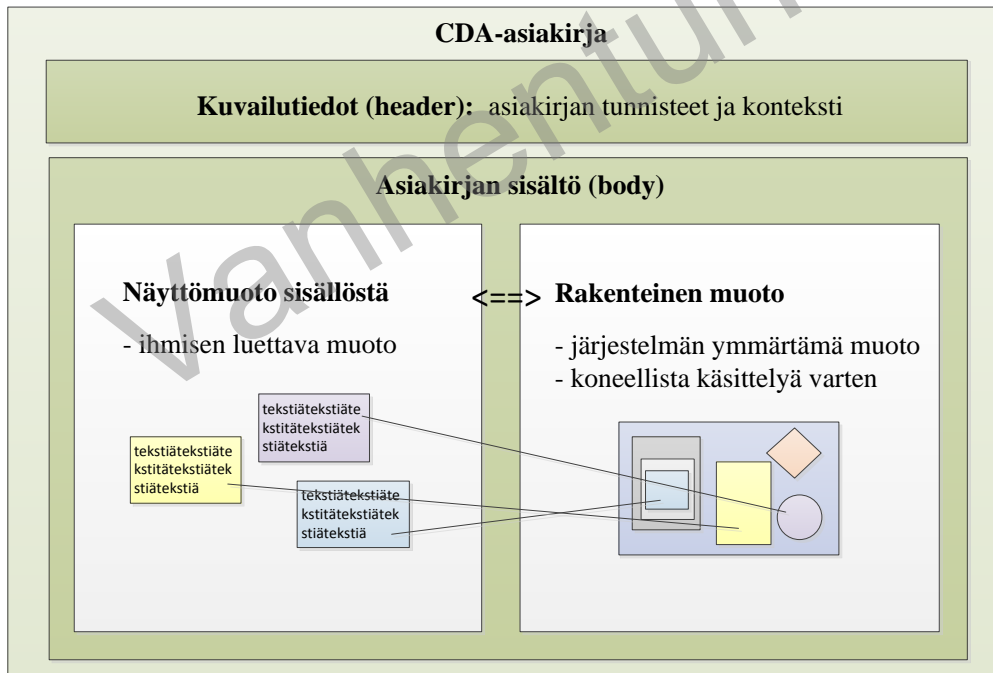 CDA-asiakirja
Kuvailutiedot (header): asiakirjan tunnisteet ja konteksti
Asiakirjan sisältö (body)
Näyttömuoto sisällöstä
- ihmisen luettava muoto
<==>
Rakenteinen muoto
- järjestelmän ymmärtämä muoto
- koneellista käsittelyä varten
tekstiätekstiäte
kstitätekstiätek
stiätekstiä
tekstiätekstiäte
kstitätekstiätek
stiätekstiä
tekstiätekstiäte
kstitätekstiätek
stiätekstiä